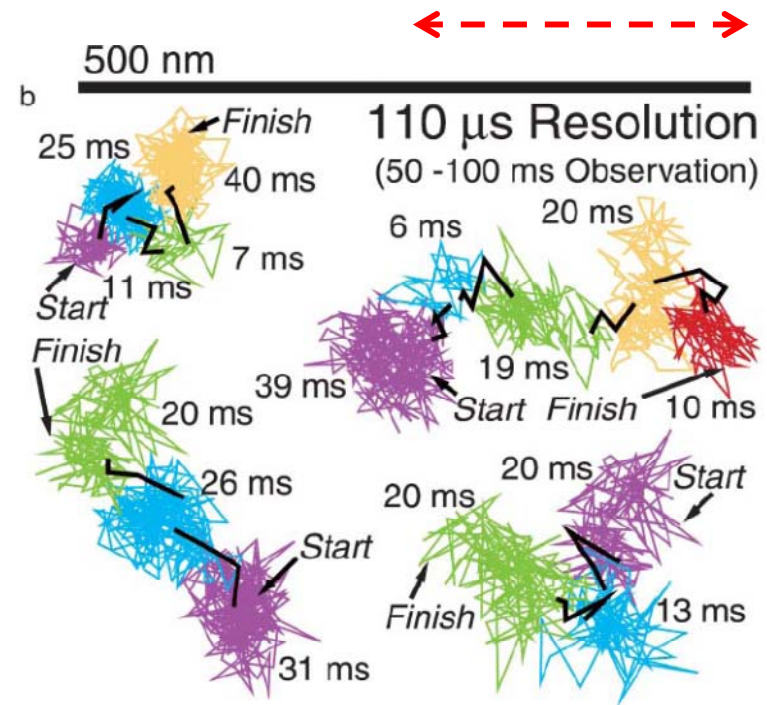 500 nm
b
110 μs Resolution
(50 -100 ms Observation)
Finish
25 ms
40 ms
7 ms
11 ms
Start
6 ms
20 ms
39 ms
19 ms
Start
Finish
10 ms
Finish
20 ms
26 ms
Start
31 ms
20 ms
Start
20 ms
Finish
13 ms